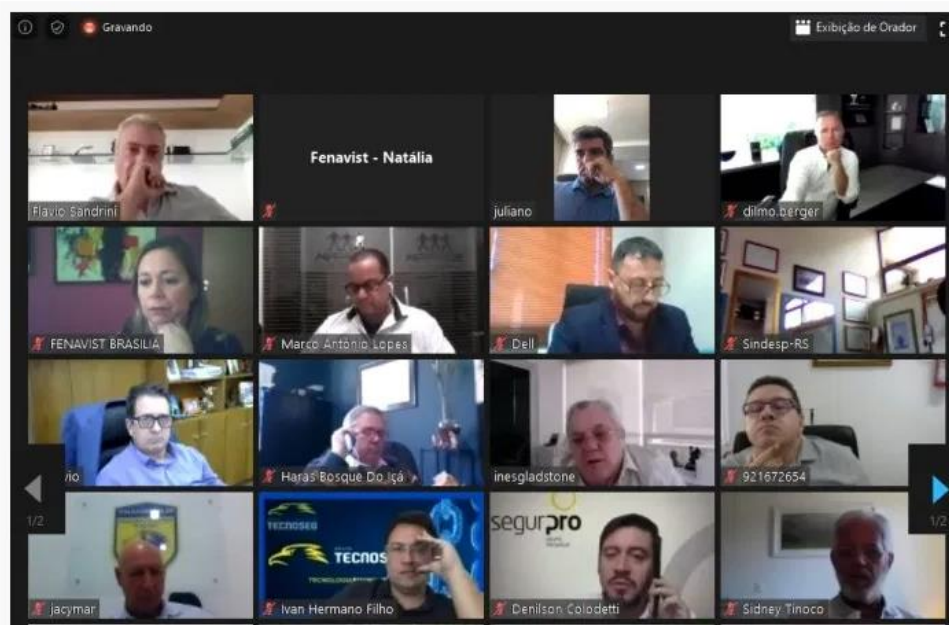 Gravando
Exibição de Orador
Flavio Sandrini
Fenavist - Natália
juliano
dilmo.berger
FENAVIST BRASILIA
Marco Antônio Lopes
Dell
Sindesp-RS
vio
Haras Bosque Do Içá
inesgladstone
921672654
1/2
1/2
TECNOSEG
TECNOS
segurpro
jacymar
Ivan Hermano Filho
Denilson Colodetti
Sidney Tinoco